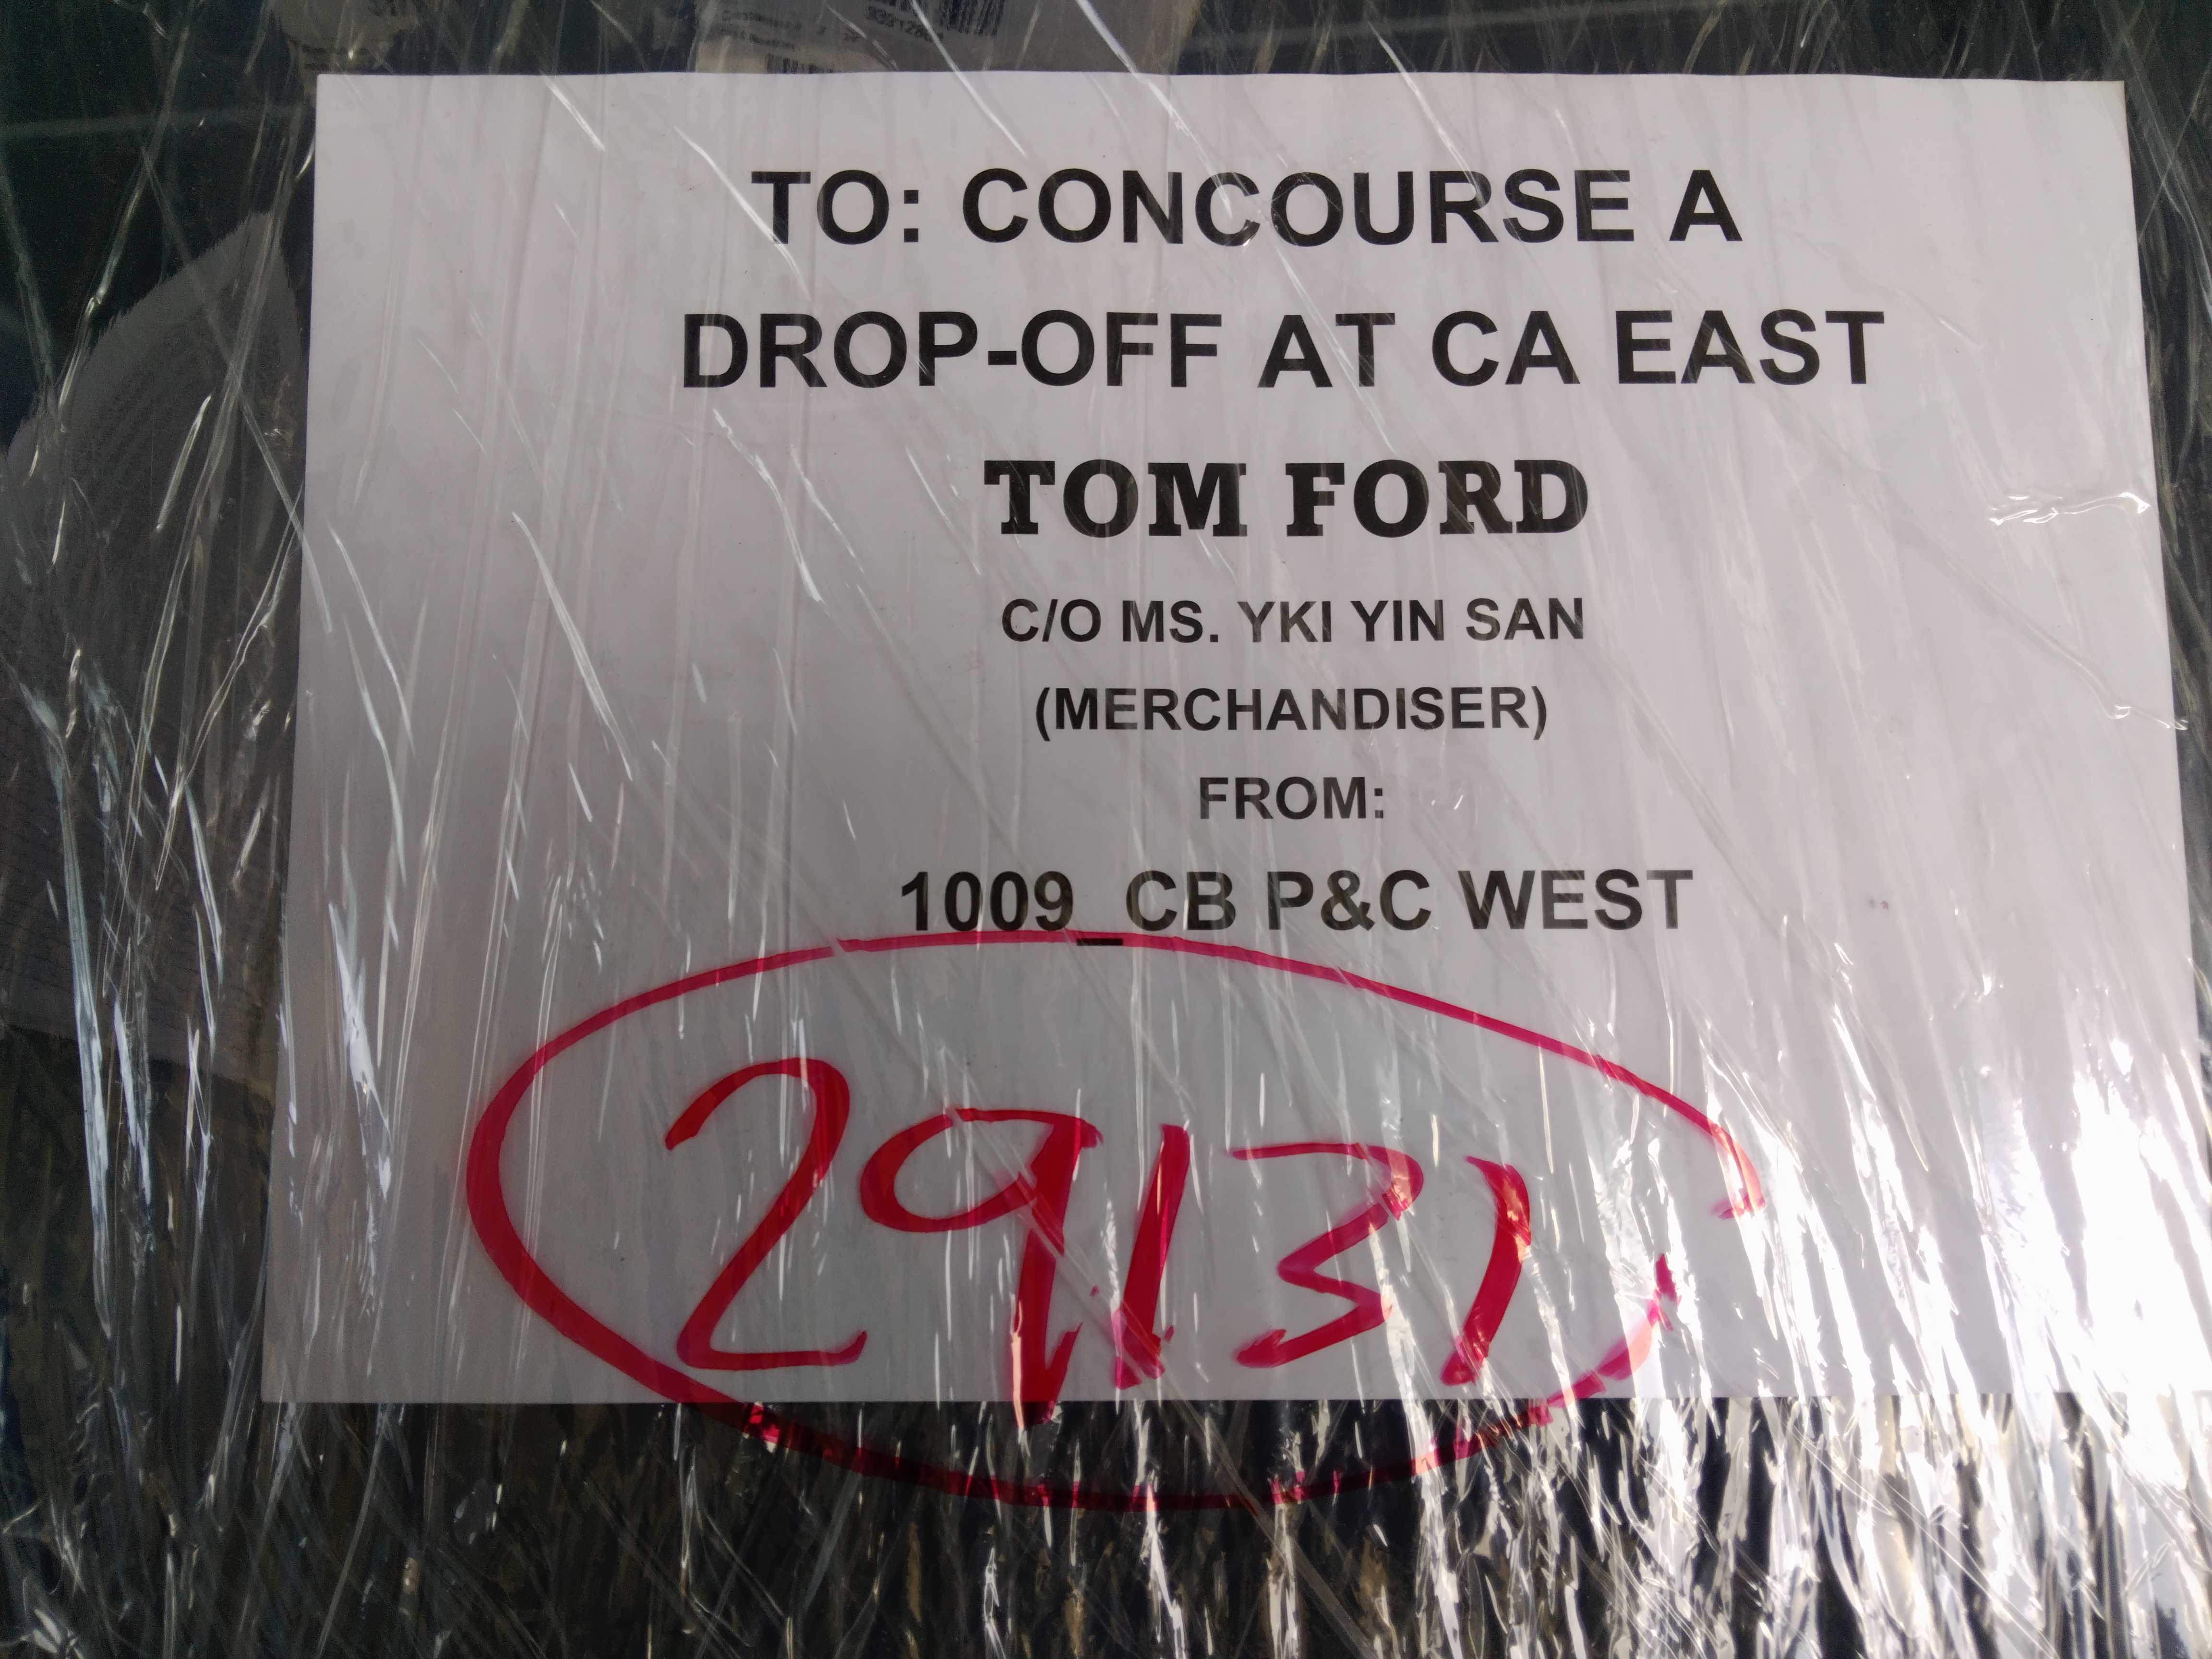 TO: CONCOURSE A
DROP-OFF AT CA EAST
TOM FORD
C/O MS. YKI YIN SAN
(MERCHANDISER)
FROM:
1009_CB P&C WEST
29131